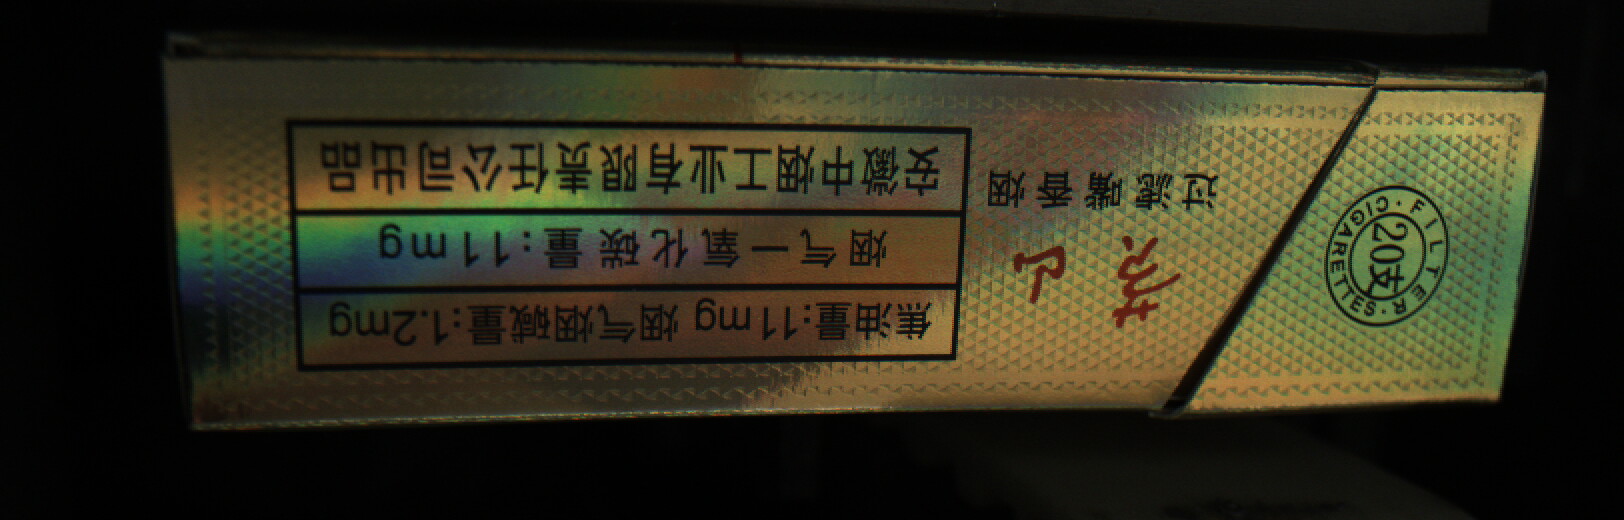 20支
FILTER·CIGARETTES·
黄山
过滤嘴香烟
焦油量:11mg 烟气烟碱量:1.2mg
烟气一氧化碳量:11mg
安徽中烟工业有限责任公司出品